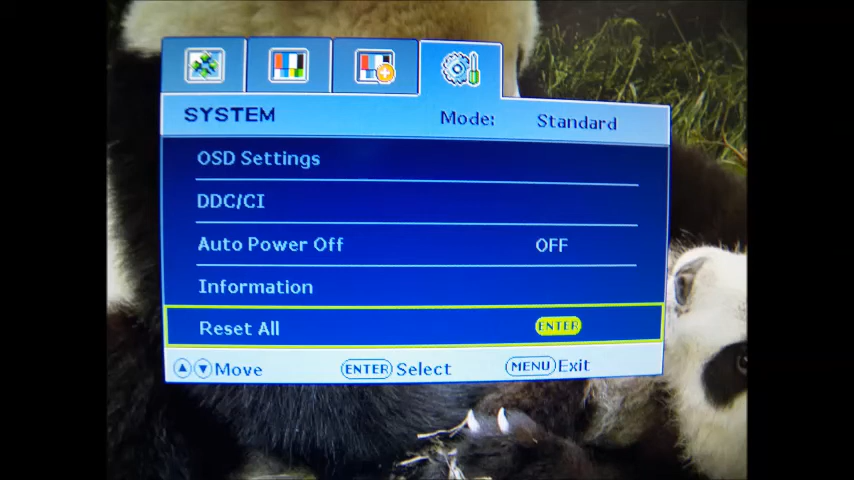 SYSTEM Mode: Standard
OSD Settings
DDC/CI
Auto Power Off OFF
Information
Reset All ENTER
Move ENTER Select MENU Exit